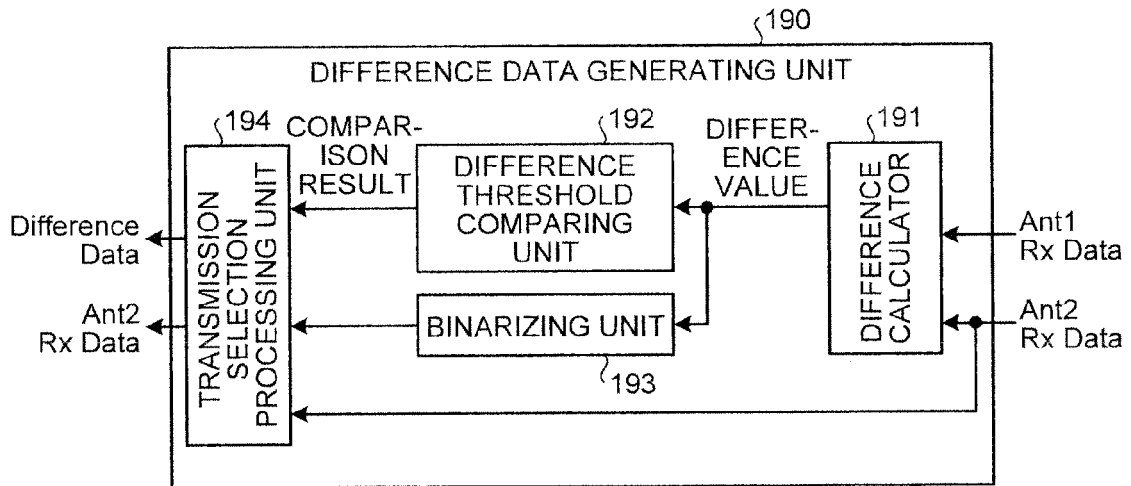 190
DIFFERENCE DATA GENERATING UNIT
194
COMPAR-
ISON
RESULT
192
DIFFER-
ENCE
VALUE
191
TRANSMISSION
SELECTION
PROCESSING UNIT
DIFFERENCE
THRESHOLD
COMPARING
UNIT
DIFFERENCE
CALCULATOR
Difference
Data
Ant1
Rx Data
Ant2
Rx Data
BINARIZING UNIT
193
Ant2
Rx Data